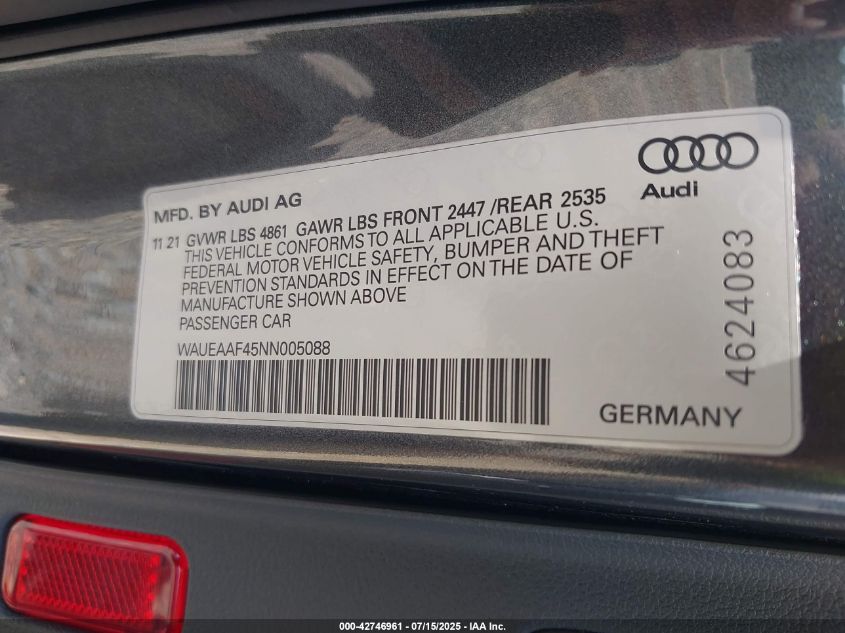 Audi
MFD. BY AUDI AG
11 21 GVWR LBS 4861 GAWR LBS FRONT 2447 /REAR 2535
THIS VEHICLE CONFORMS TO ALL APPLICABLE U.S.
FEDERAL MOTOR VEHICLE SAFETY, BUMPER AND THEFT
PREVENTION STANDARDS IN EFFECT ON THE DATE OF
MANUFACTURE SHOWN ABOVE
PASSENGER CAR
WAUEAAF45NN005088
GERMANY
4624083
000-42746961 - 07/15/2025 - IAA Inc.